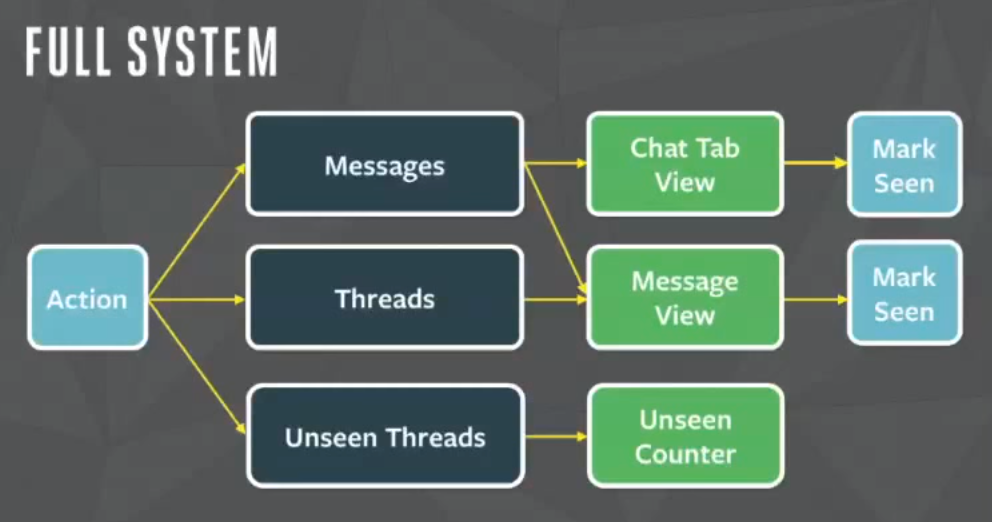 FULL SYSTEM
Messages
Chat Tab
View
Mark
Seen
Action
Threads
Message
View
Mark
Seen
Unseen Threads
Unseen
Counter